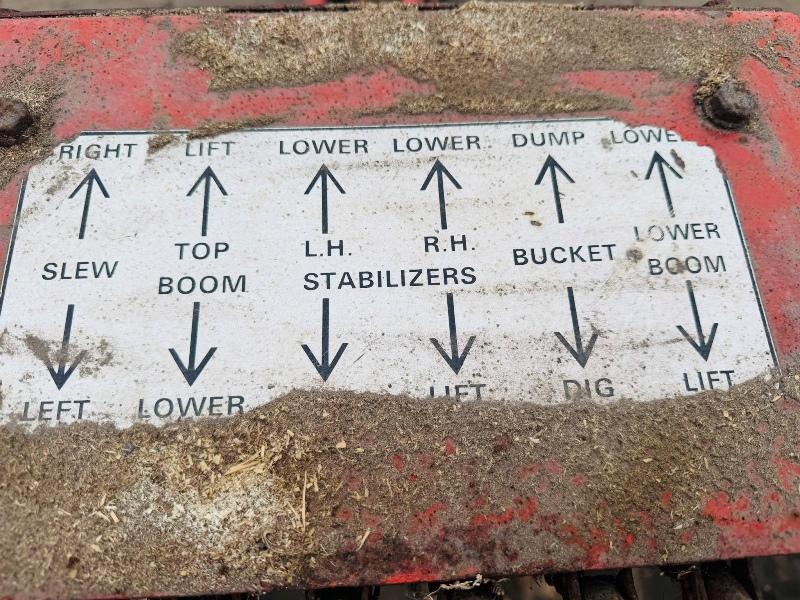 RIGHT LIFT LOWER LOWER DUMP LOWE
SLEW TOP BOOM L.H. R.H. STABILIZERS BUCKET LOWER BOOM
LEFT LOWER LIFT DIG LIFT